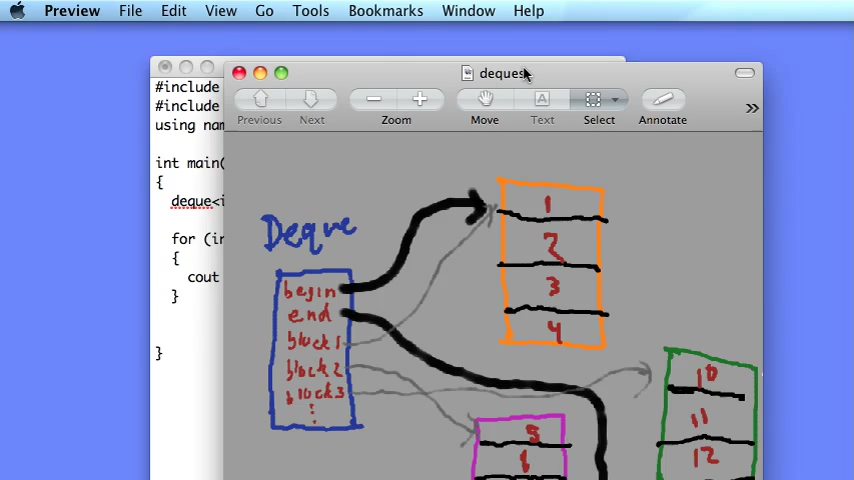 Preview File Edit View Go Tools Bookmarks Window Help
deques
Previous Next Zoom Move Text Select Annotate
#include
#include
using nam
int main(
{
deque<i
for (in
{
cout
}
}
Deque
begin
end
block1
block2
block3
1
2
3
4
5
6
10
11
12